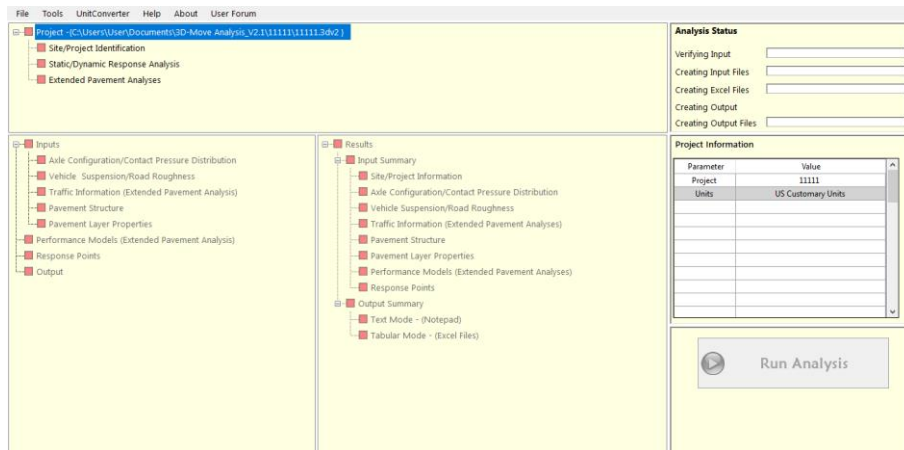 File Tools UnitConverter Help About User Forum
Project -(C:\Users\User\Documents\3D-Move Analysis_V2.1\11111\11111.3dv2 )
Site/Project Identification
Static/Dynamic Response Analysis
Extended Pavement Analyses
Analysis Status
Verifying Input
Creating Input Files
Creating Excel Files
Creating Output
Creating Output Files
Inputs
Axle Configuration/Contact Pressure Distribution
Vehicle Suspension/Road Roughness
Traffic Information (Extended Pavement Analysis)
Pavement Structure
Pavement Layer Properties
Performance Models (Extended Pavement Analysis)
Response Points
Output
Results
Input Summary
Site/Project Information
Axle Configuration/Contact Pressure Distribution
Vehicle Suspension/Road Roughness
Traffic Information (Extended Pavement Analyses)
Pavement Structure
Pavement Layer Properties
Performance Models (Extended Pavement Analyses)
Response Points
Output Summary
Text Mode - (Notepad)
Tabular Mode - (Excel Files)
Project Information
Parameter Value
Project 11111
Units US Customary Units
Run Analysis